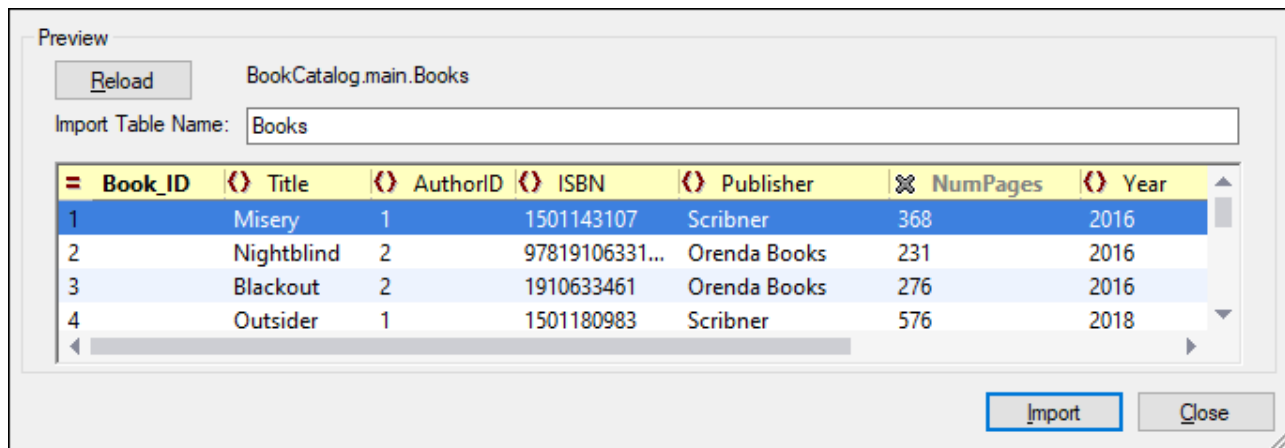 Preview
Reload BookCatalog.main.Books
Import Table Name: Books
= Book_ID Title AuthorID ISBN Publisher NumPages Year
1 Misery 1 1501143107 Scribner 368 2016
2 Nightblind 2 97819106331... Orenda Books 231 2016
3 Blackout 2 1910633461 Orenda Books 276 2016
4 Outsider 1 1501180983 Scribner 576 2018
Import Close